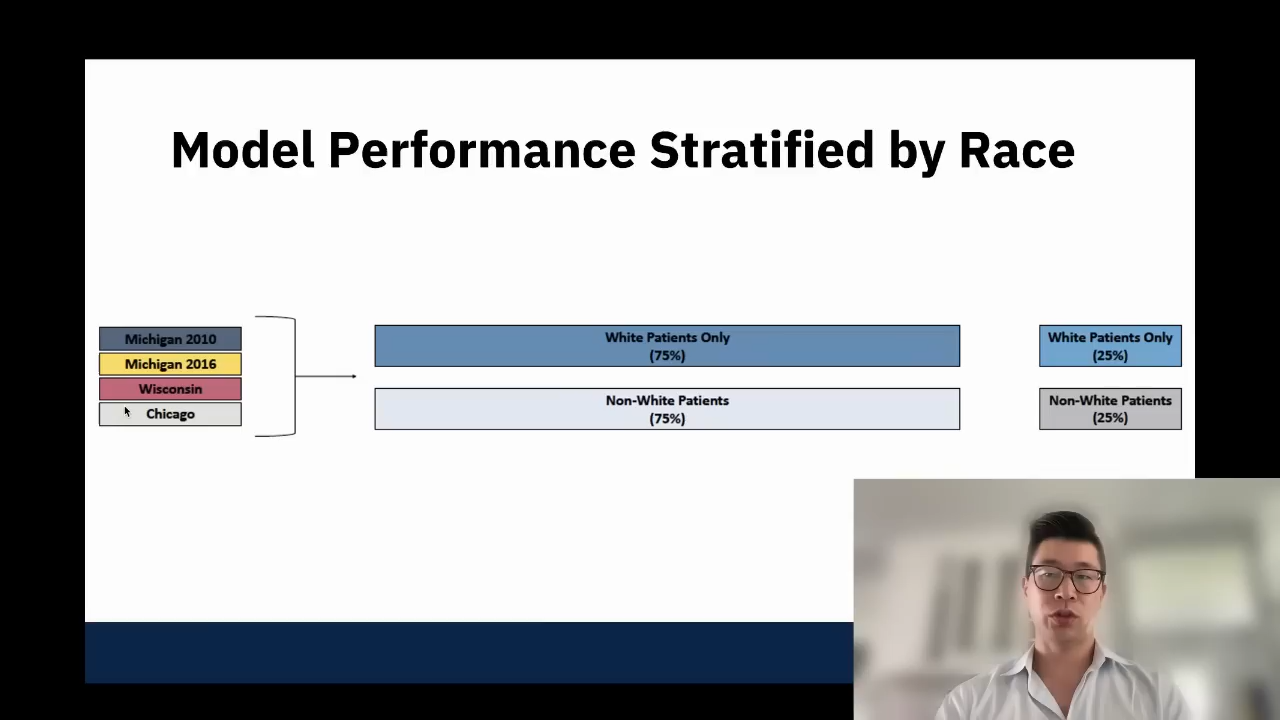 Model Performance Stratified by Race
Michigan 2010
Michigan 2016
Wisconsin
Chicago
White Patients Only
(75%)
Non-White Patients
(75%)
White Patients Only
(25%)
Non-White Patients
(25%)